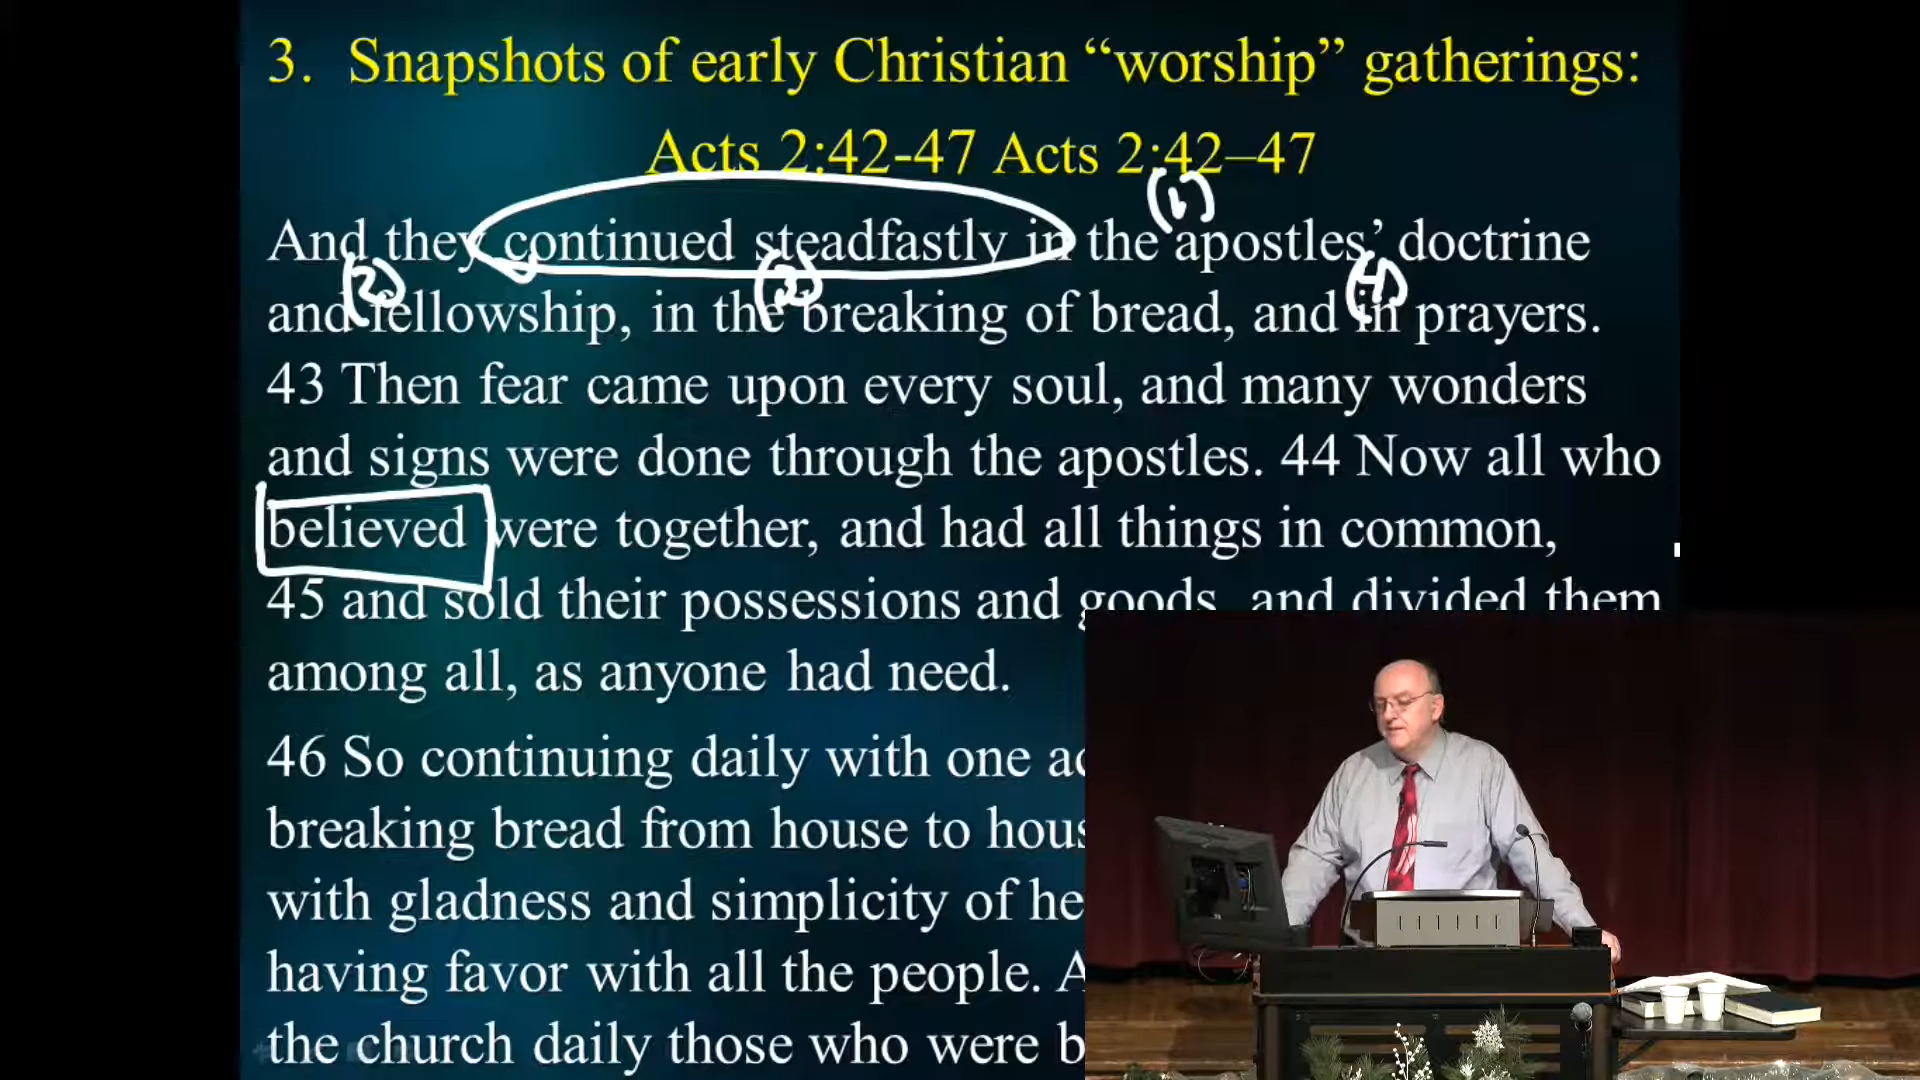 3. Snapshots of early Christian “worship” gatherings:
Acts 2:42-47 Acts 2:42–47
(1)
And they continued steadfastly in the apostles’ doctrine
(2) (3) (4)
and fellowship, in the breaking of bread, and in prayers.
43 Then fear came upon every soul, and many wonders
and signs were done through the apostles. 44 Now all who
believed were together, and had all things in common,
45 and sold their possessions and goods, and divided them
among all, as anyone had need.
46 So continuing daily with one
breaking bread from house to
with gladness and simplicity of
having favor with all the people.
the church daily those who were